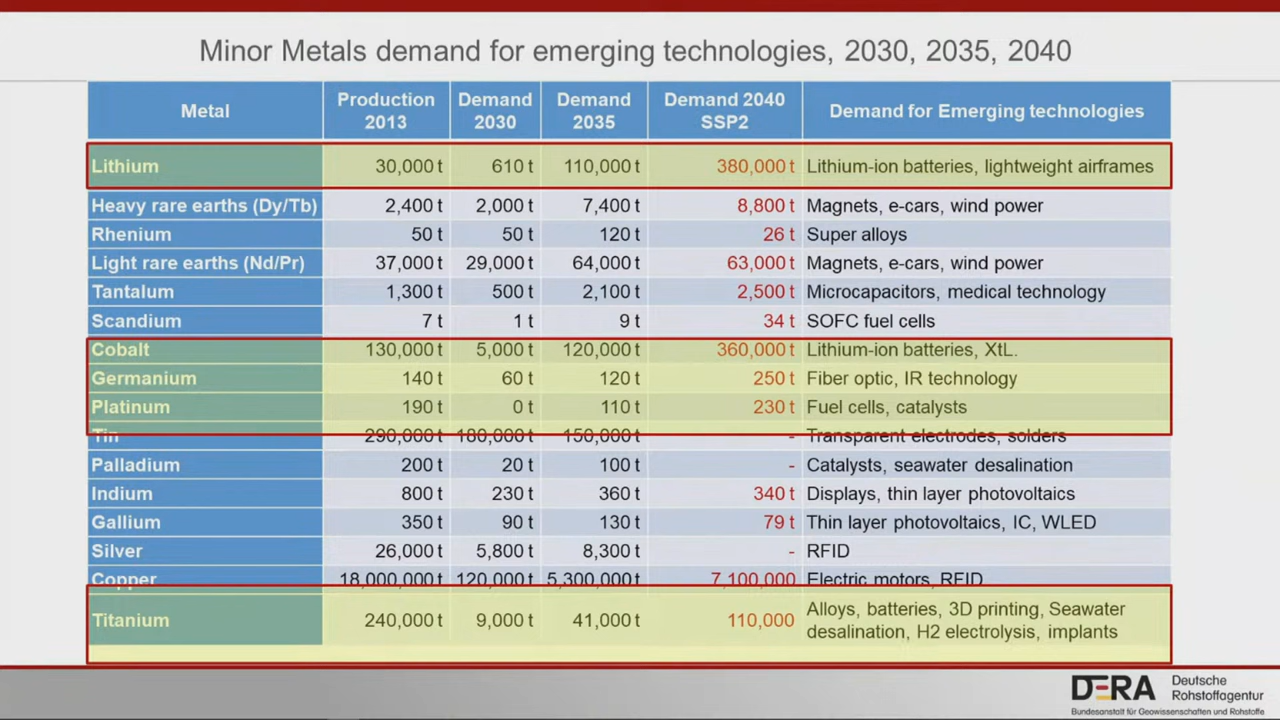 Minor Metals demand for emerging technologies, 2030, 2035, 2040
Metal Production 2013 Demand 2030 Demand 2035 Demand 2040 SSP2 Demand for Emerging technologies
Lithium 30,000 t 610 t 110,000 t 380,000 t Lithium-ion batteries, lightweight airframes
Heavy rare earths (Dy/Tb) 2,400 t 2,000 t 7,400 t 8,800 t Magnets, e-cars, wind power
Rhenium 50 t 50 t 120 t 26 t Super alloys
Light rare earths (Nd/Pr) 37,000 t 29,000 t 64,000 t 63,000 t Magnets, e-cars, wind power
Tantalum 1,300 t 500 t 2,100 t 2,500 t Microcapacitors, medical technology
Scandium 7 t 1 t 9 t 34 t SOFC fuel cells
Cobalt 130,000 t 5,000 t 120,000 t 360,000 t Lithium-ion batteries, XtL.
Germanium 140 t 60 t 120 t 250 t Fiber optic, IR technology
Platinum 190 t 0 t 110 t 230 t Fuel cells, catalysts
Tin 290,000 t 180,000 t 150,000 t - Transparent electrodes, solders
Palladium 200 t 20 t 100 t - Catalysts, seawater desalination
Indium 800 t 230 t 360 t 340 t Displays, thin layer photovoltaics
Gallium 350 t 90 t 130 t 79 t Thin layer photovoltaics, IC, WLED
Silver 26,000 t 5,800 t 8,300 t - RFID
Copper 18,000,000 t 120,000 t 5,300,000 t 7,100,000 Electric motors, RFID
Titanium 240,000 t 9,000 t 41,000 t 110,000 Alloys, batteries, 3D printing, Seawater
desalination, H2 electrolysis, implants
DERA Deutsche
Rohstoffagentur
Bundesanstalt für Geowissenschaften und Rohstoffe